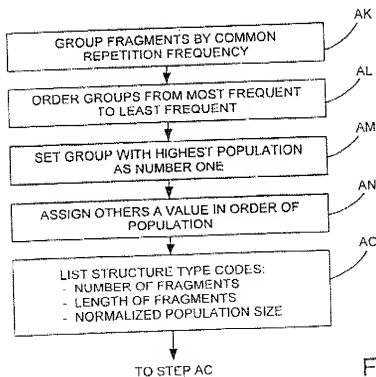 GROUP FRAGMENTS BY COMMON
REPETITION FREQUENCY
AK
ORDER GROUPS FROM MOST FREQUENT
TO LEAST FREQUENT
AL
SET GROUP WITH HIGHEST POPULATION
AS NUMBER ONE
AM
ASSIGN OTHERS A VALUE IN ORDER OF
POPULATION
AN
LIST STRUCTURE TYPE CODES:
- NUMBER OF FRAGMENTS
- LENGTH OF FRAGMENTS
- NORMALIZED POPULATION SIZE
AO
TO STEP AC
F